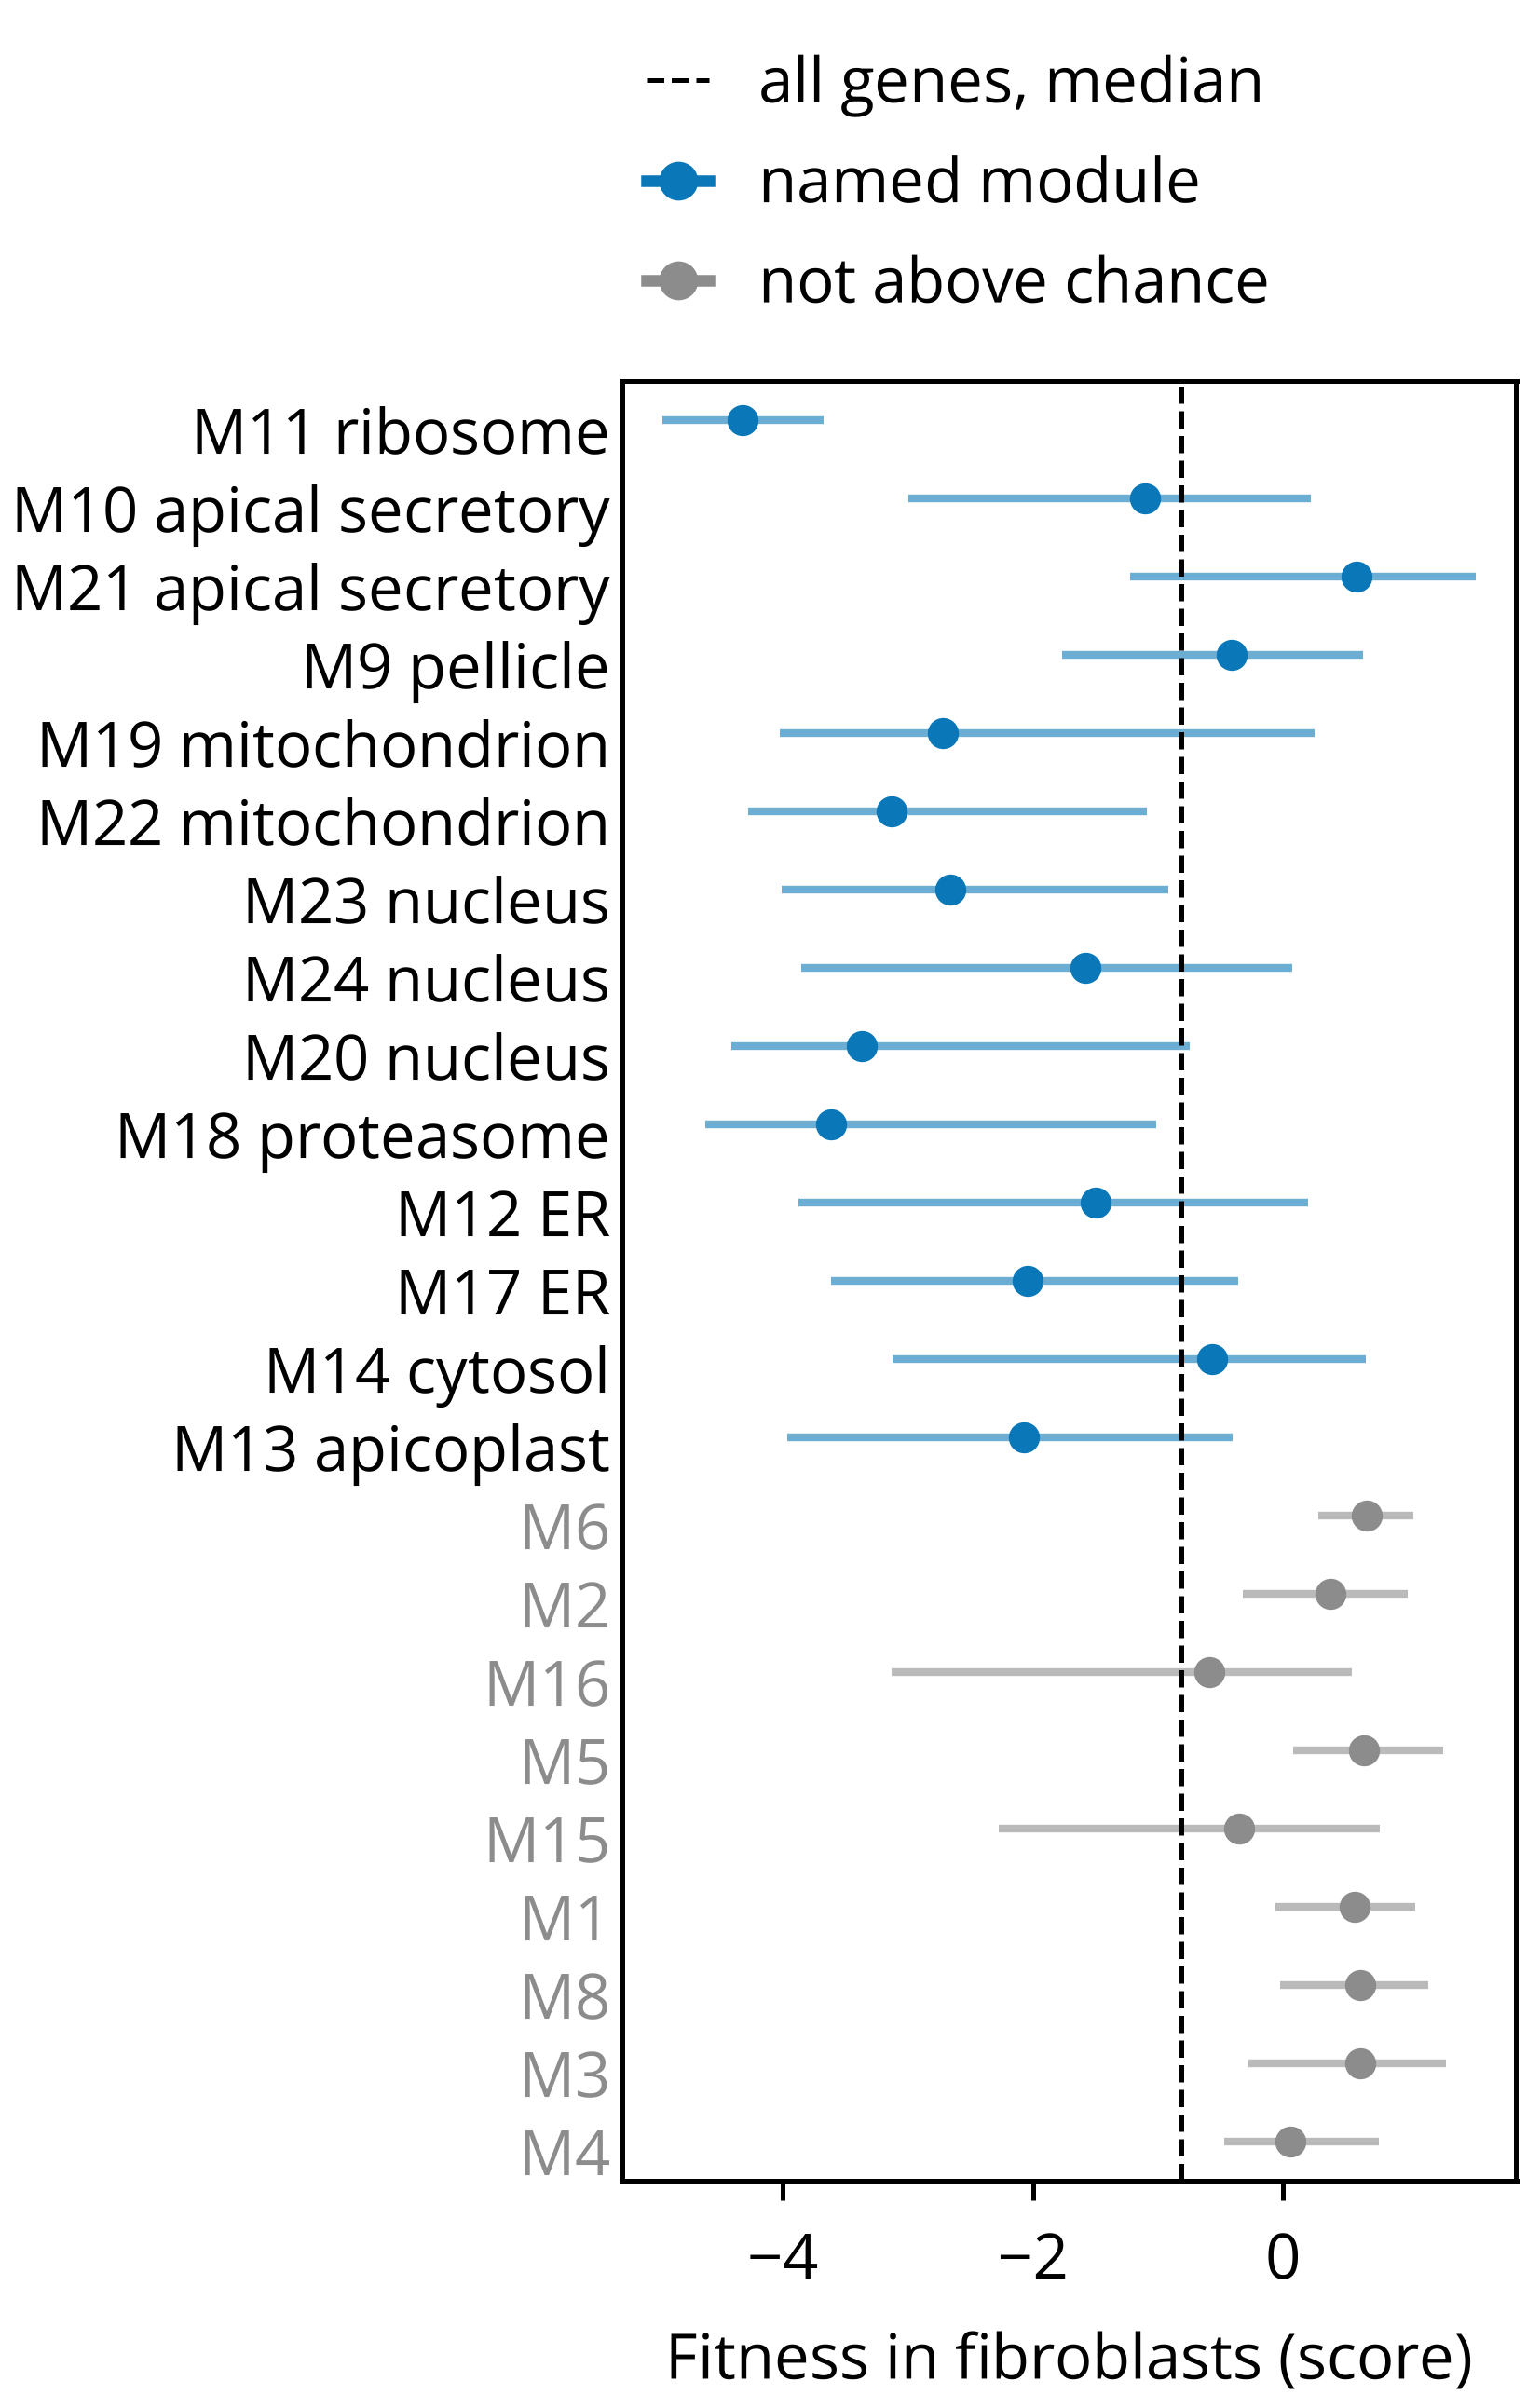 all genes, median
named module
not above chance
M11 ribosome
M10 apical secretory
M21 apical secretory
M9 pellicle
M19 mitochondrion
M22 mitochondrion
M23 nucleus
M24 nucleus
M20 nucleus
M18 proteasome
M12 ER
M17 ER
M14 cytosol
M13 apicoplast
M6
M2
M16
M5
M15
M1
M8
M3
M4
−4 −2 0
Fitness in fibroblasts (score)